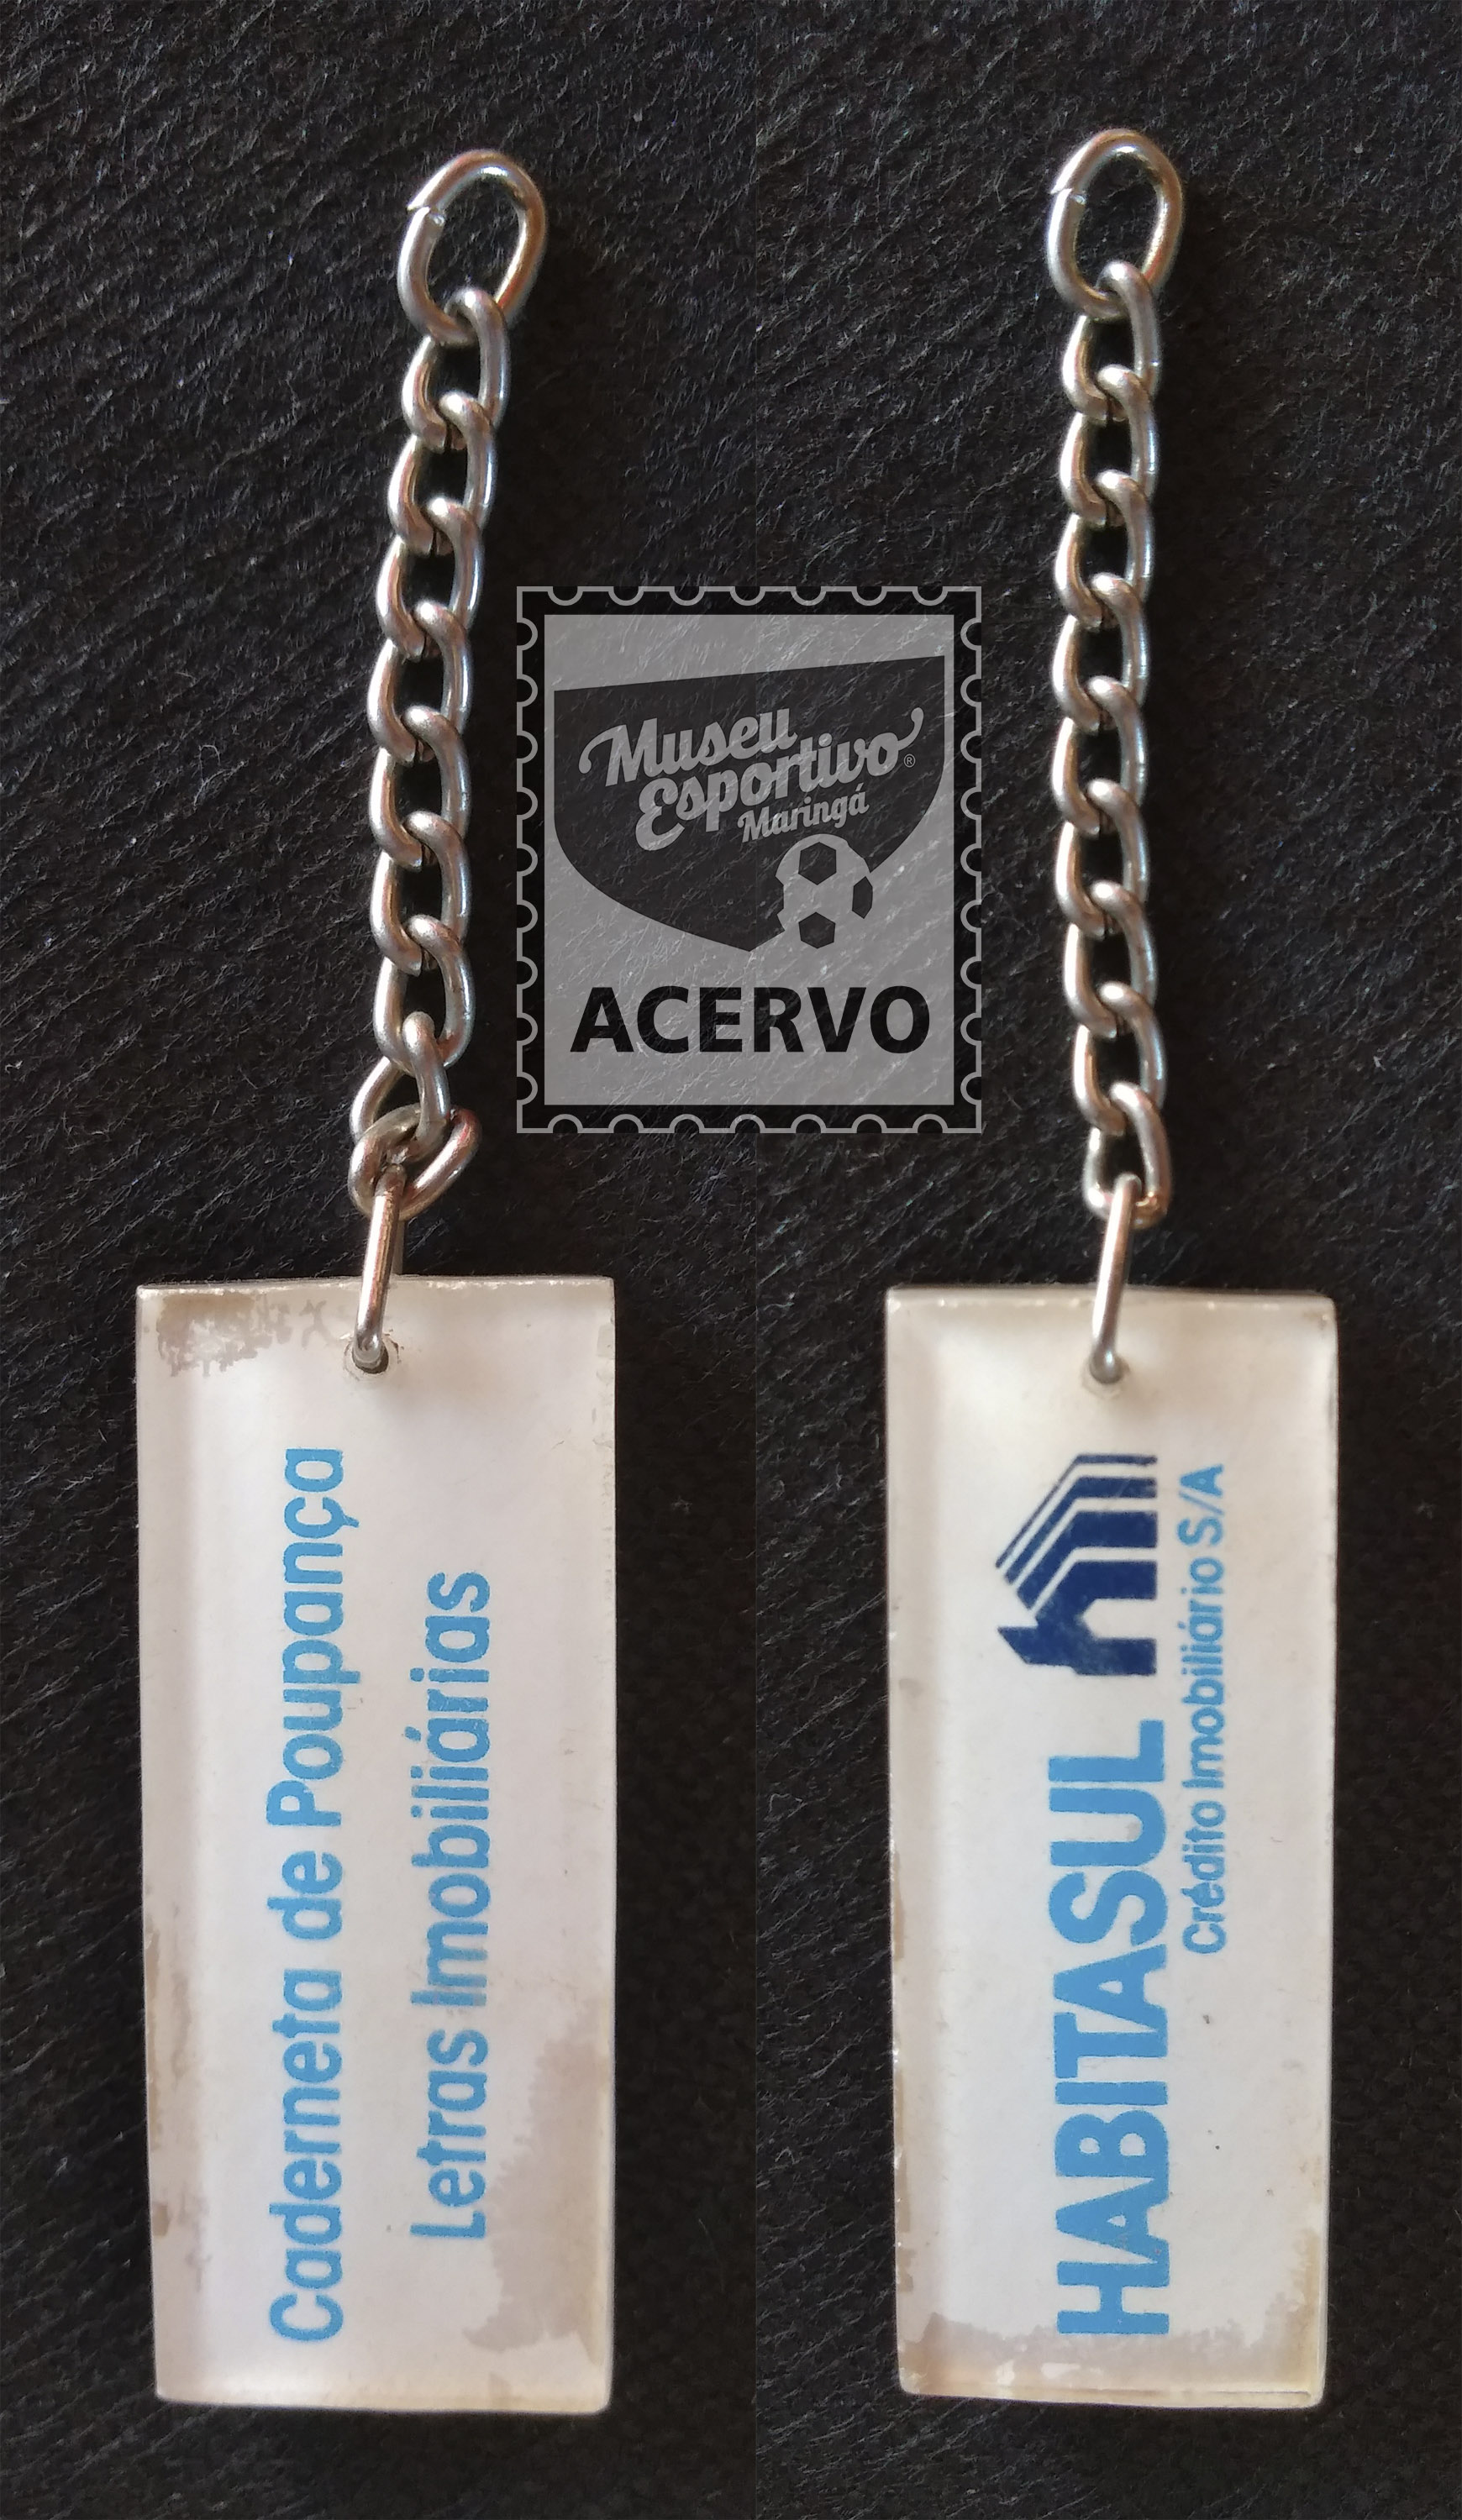 Museu
Esportivo®
Maringá
ACERVO
Caderneta de Poupança
Letras Imobiliárias
HABITASUL
Crédito Imobiliário S/A